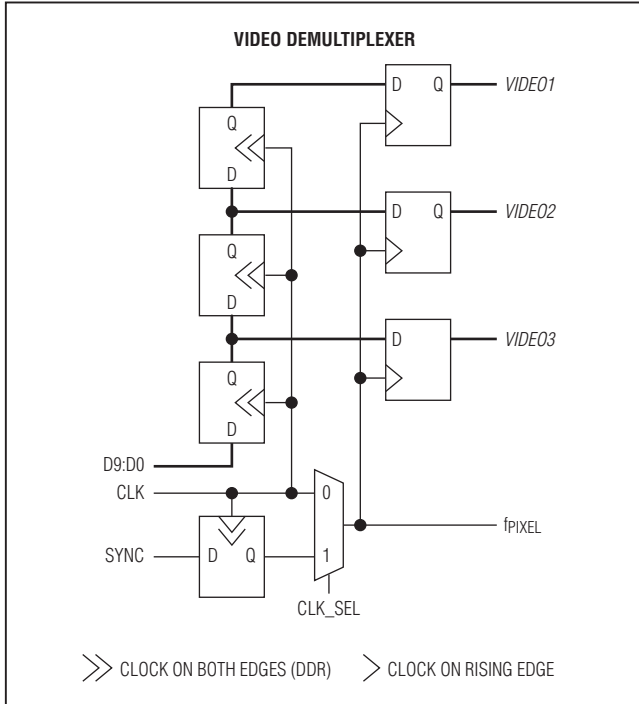 VIDEO DEMULTIPLEXER
D Q VIDEO1
Q
D
D Q VIDEO2
Q
D
D VIDEO3
Q
D
D9:D0
CLK
0
fPIXEL
SYNC
D Q
1
CLK_SEL
CLOCK ON BOTH EDGES (DDR)
CLOCK ON RISING EDGE